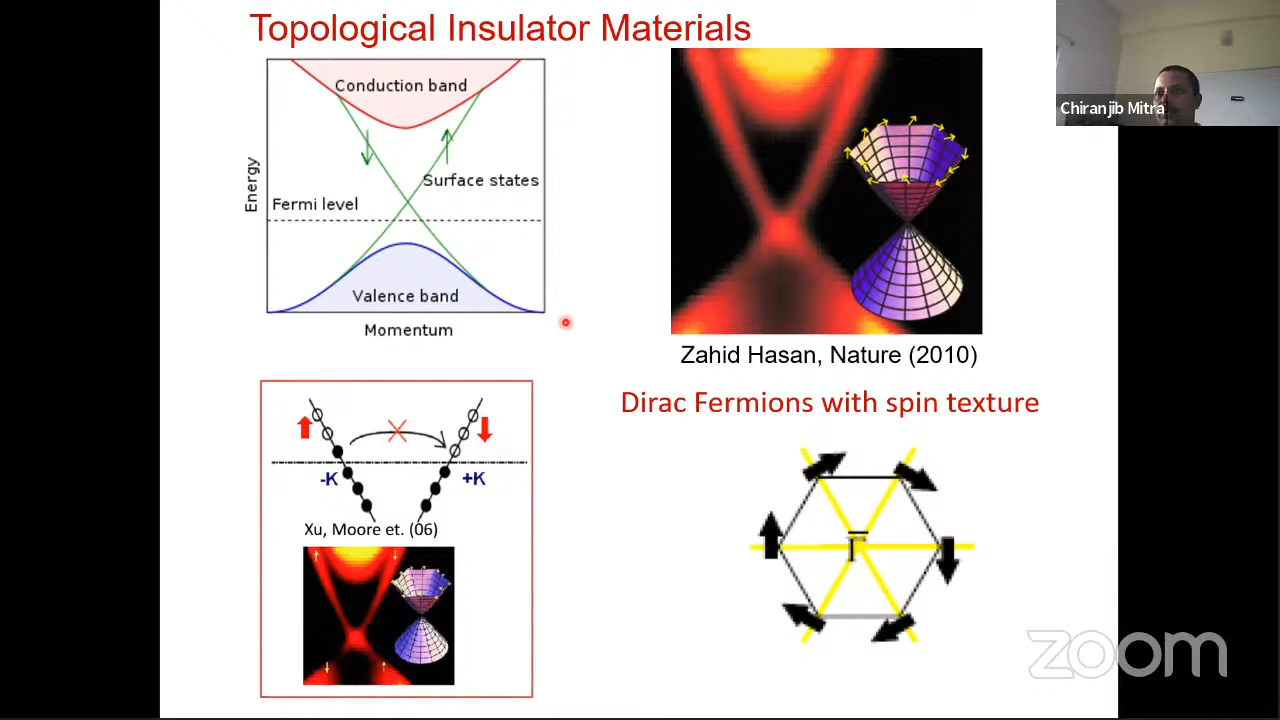 Topological Insulator Materials
Conduction band
Surface states
Fermi level
Valence band
Energy
Momentum
Zahid Hasan, Nature (2010)
Chiranjib Mitra
Dirac Fermions with spin texture
-K
+K
Xu, Moore et. (06)
Γ̅
zoom